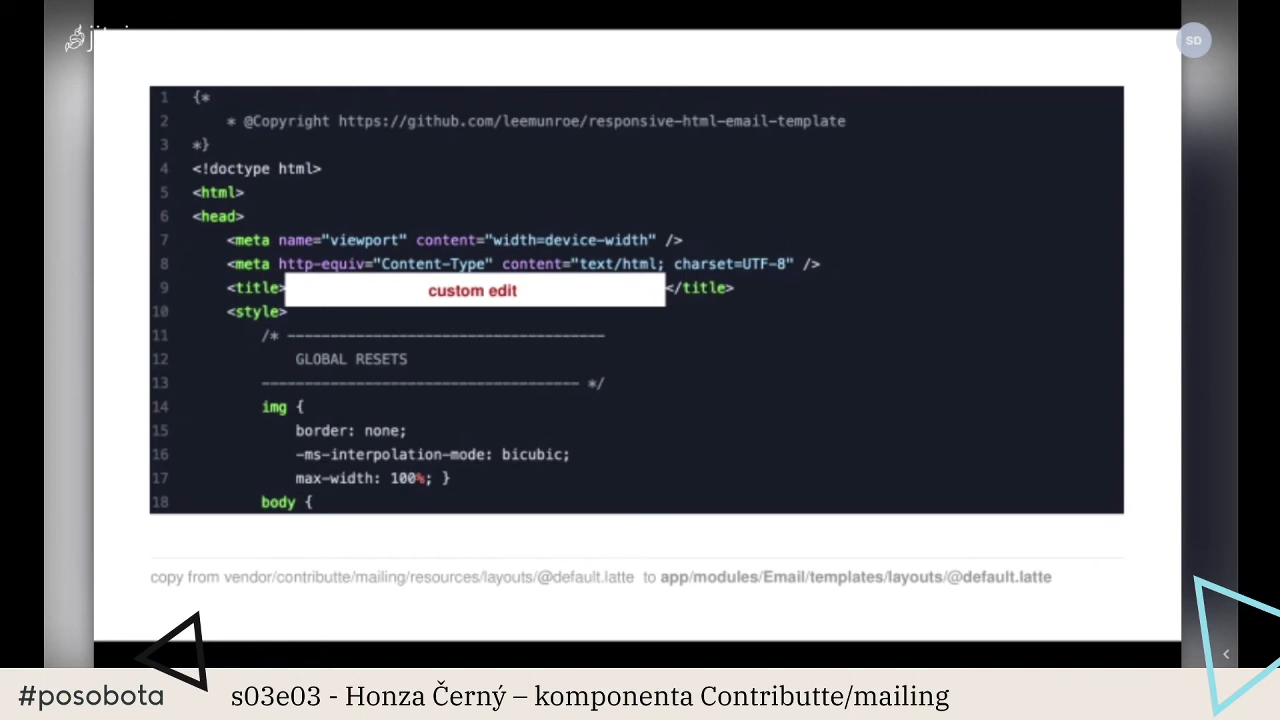 SD
1 {*
2 * @Copyright https://github.com/leemunroe/responsive-html-email-template
3 *}
4 <!doctype html>
5 <html>
6 <head>
7 <meta name="viewport" content="width=device-width" />
8 <meta http-equiv="Content-Type" content="text/html; charset=UTF-8" />
9 <title> custom edit </title>
10 <style>
11 /* -------------------------------------
12 GLOBAL RESETS
13 ------------------------------------- */
14 img {
15 border: none;
16 -ms-interpolation-mode: bicubic;
17 max-width: 100%; }
18 body {
copy from vendor/contributte/mailing/resources/layouts/@default.latte to app/modules/Email/templates/layouts/@default.latte
#posobota s03e03 - Honza Černý – komponenta Contributte/mailing